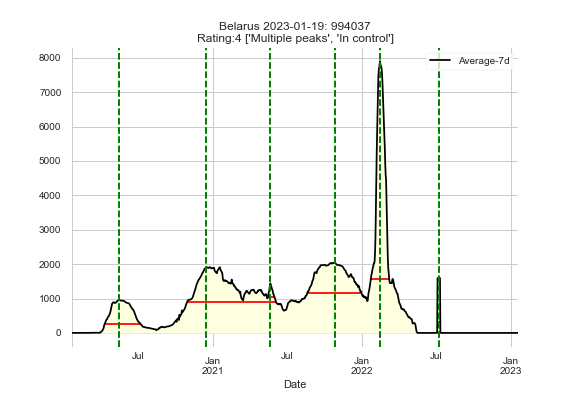 Belarus 2023-01-19: 994037
Rating:4 ['Multiple peaks', 'In control']
Average-7d
8000
7000
6000
5000
4000
3000
2000
1000
0
Jul
Jan
2021
Jul
Jan
2022
Jul
Jan
2023
Date